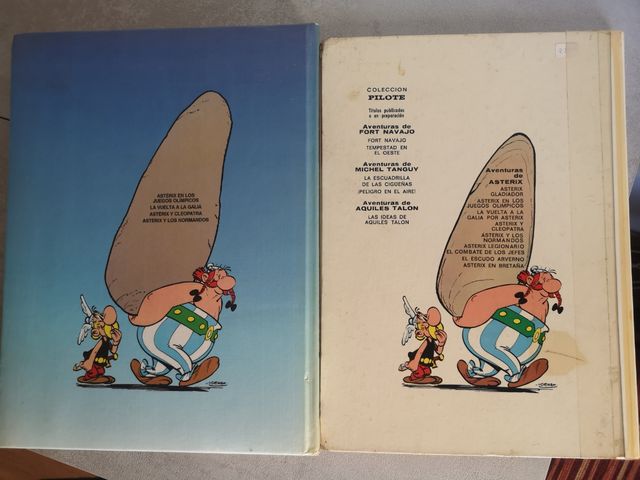 ASTÉRIX EN LOS
JUEGOS OLIMPICOS
LA VUELTA A LA GALIA
ASTÉRIX Y CLEOPATRA
ASTÉRIX Y LOS NORMANDOS
COLECCION
PILOTE
Títulos publicados
o en preparación
Aventuras de
FORT NAVAJO
FORT NAVAJO
TEMPESTAD EN
EL OESTE
Aventuras de
MICHEL TANGUY
LA ESCUADRILLA
DE LAS CIGÜEÑAS
¡PELIGRO EN EL AIRE!
Aventuras de
AQUILES TALON
LAS IDEAS DE
AQUILES TALON
Aventuras
de
ASTERIX
ASTERIX
GLADIADOR
ASTERIX EN LOS
JUEGOS OLIMPICOS
LA VUELTA A LA
GALIA POR ASTERIX
ASTERIX Y
CLEOPATRA
ASTERIX Y LOS
NORMANDOS
ASTERIX LEGIONARIO
EL COMBATE DE LOS JEFES
EL ESCUDO ARVERNO
ASTERIX EN BRETAÑA